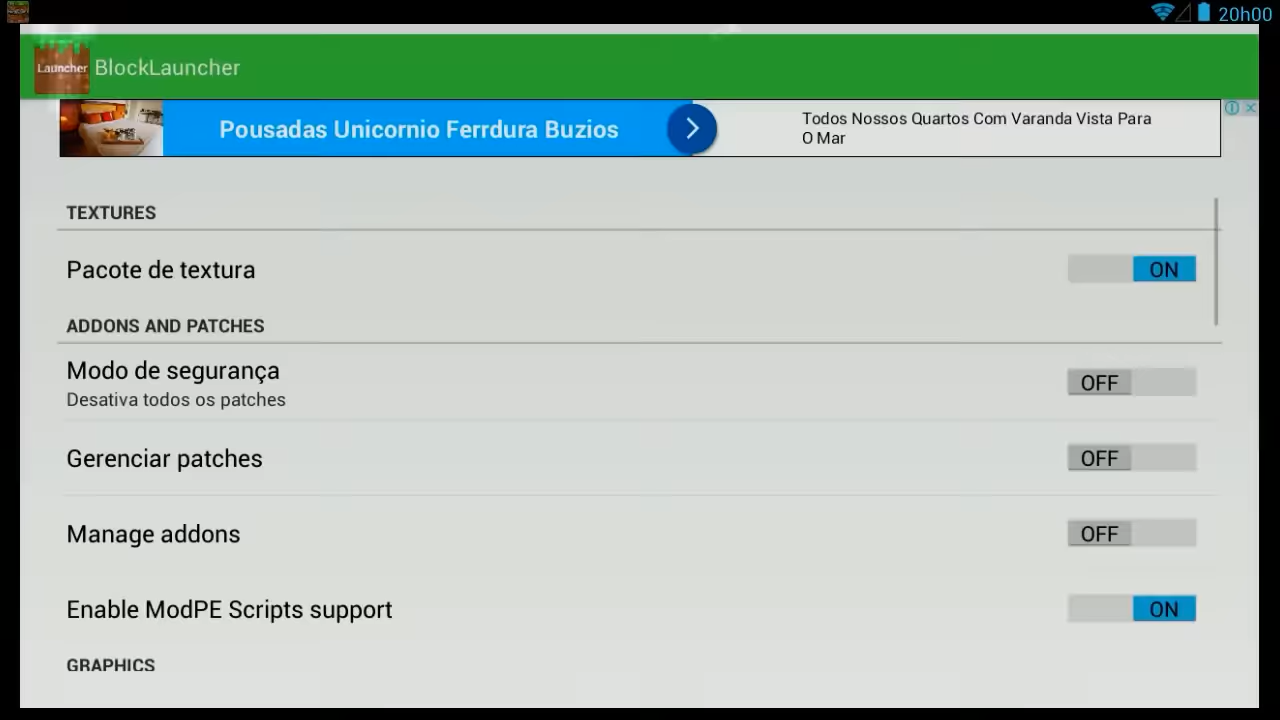 20h00
Launcher BlockLauncher
Pousadas Unicornio Ferrdura Buzios
Todos Nossos Quartos Com Varanda Vista Para
O Mar
TEXTURES
Pacote de textura ON
ADDONS AND PATCHES
Modo de segurança OFF
Desativa todos os patches
Gerenciar patches OFF
Manage addons OFF
Enable ModPE Scripts support ON
GRAPHICS